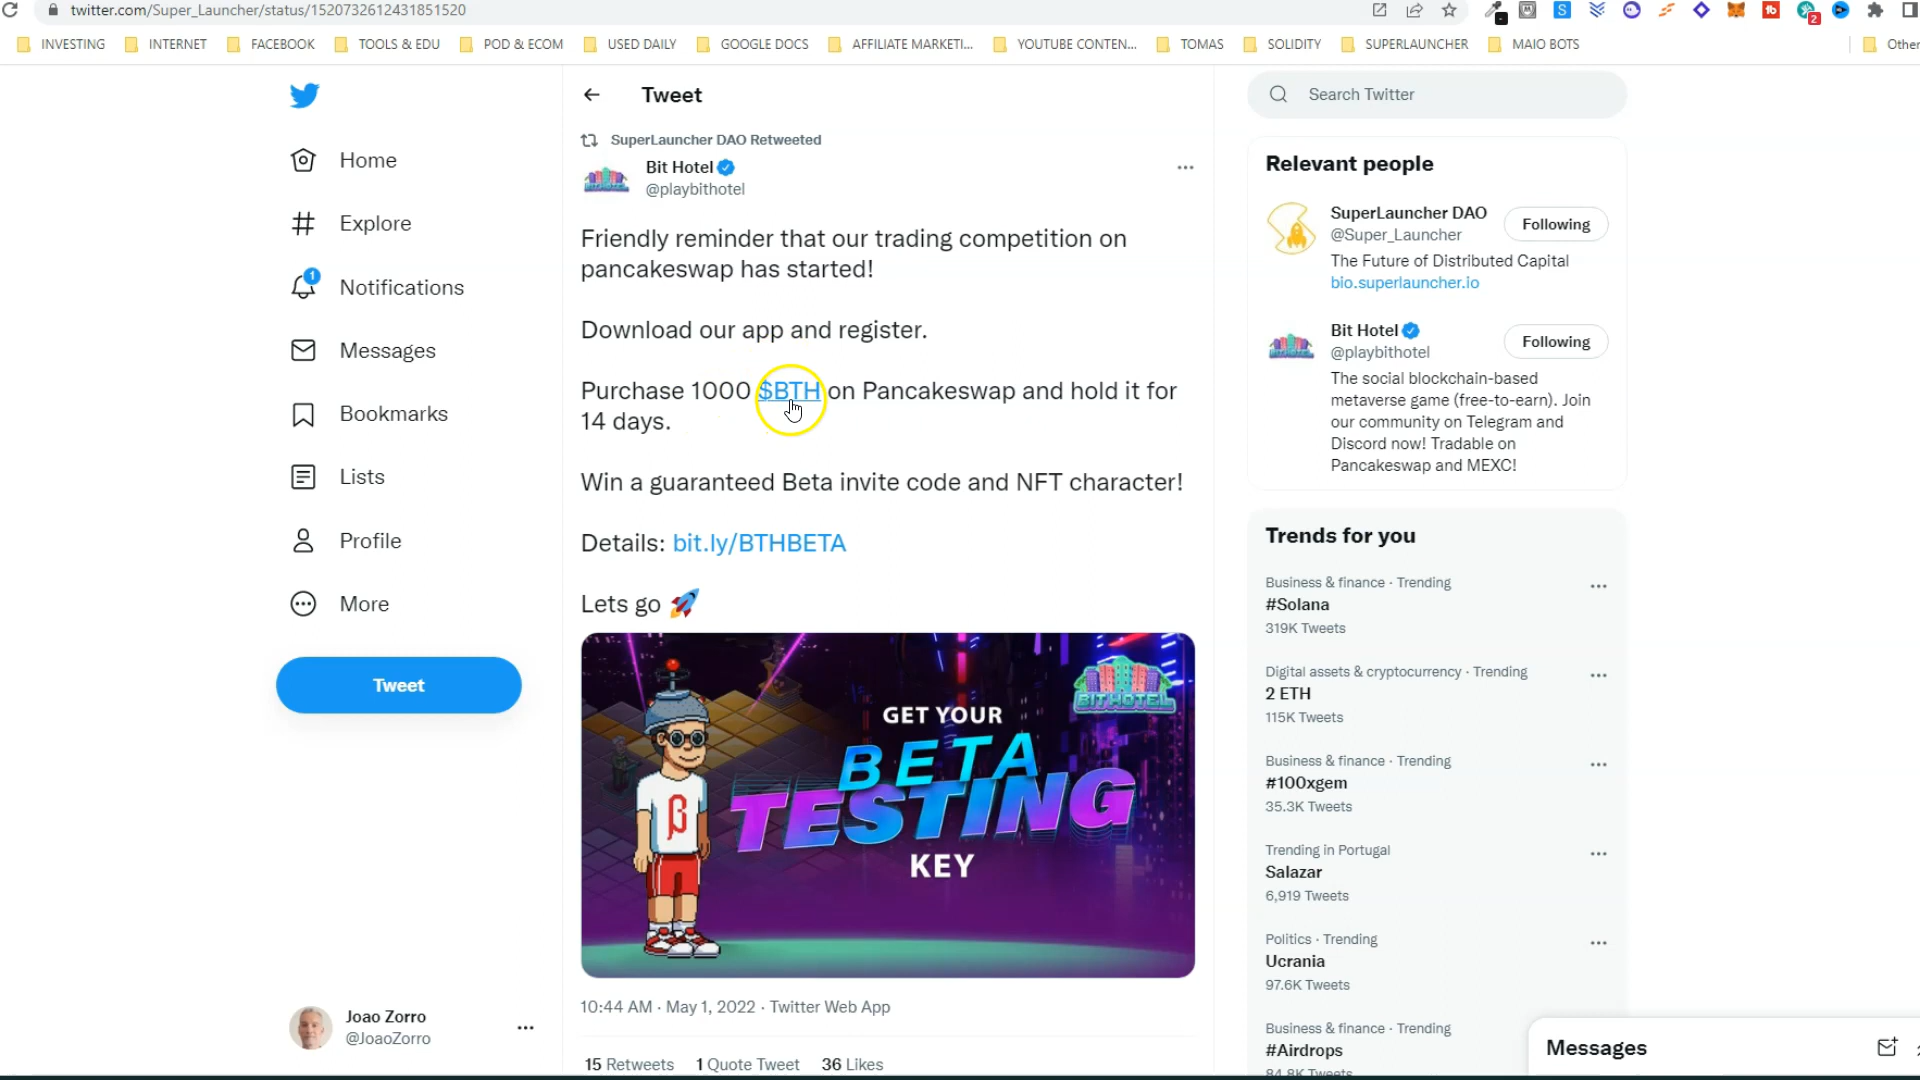 twitter.com/Super_Launcher/status/1520732612431851520
2
INVESTING INTERNET FACEBOOK TOOLS & EDU POD & ECOM USED DAILY GOOGLE DOCS AFFILIATE MARKETI... YOUTUBE CONTEN... TOMAS SOLIDITY SUPERLAUNCHER MAIO BOTS Other
Home
Explore
1
Notifications
Messages
Bookmarks
Lists
Profile
More
Tweet
Joao Zorro
@JoaoZorro
Tweet
SuperLauncher DAO Retweeted
Bit Hotel
@playbithotel
Friendly reminder that our trading competition on
pancakeswap has started!
Download our app and register.
Purchase 1000 $BTH on Pancakeswap and hold it for
14 days.
Win a guaranteed Beta invite code and NFT character!
Details: bit.ly/BTHBETA
Lets go 🚀
BIT HOTEL
GET YOUR
BETA
TESTING
KEY
β
10:44 AM · May 1, 2022 · Twitter Web App
15 Retweets 1 Quote Tweet 36 Likes
Search Twitter
Relevant people
SuperLauncher DAO
@Super_Launcher
Following
The Future of Distributed Capital
bio.superlauncher.io
Bit Hotel
@playbithotel
Following
The social blockchain-based
metaverse game (free-to-earn). Join
our community on Telegram and
Discord now! Tradable on
Pancakeswap and MEXC!
Trends for you
Business & finance · Trending
#Solana
319K Tweets
Digital assets & cryptocurrency · Trending
2 ETH
115K Tweets
Business & finance · Trending
#100xgem
35.3K Tweets
Trending in Portugal
Salazar
6,919 Tweets
Politics · Trending
Ucrania
97.6K Tweets
Business & finance · Trending
#Airdrops
84.8K Tweets
Messages